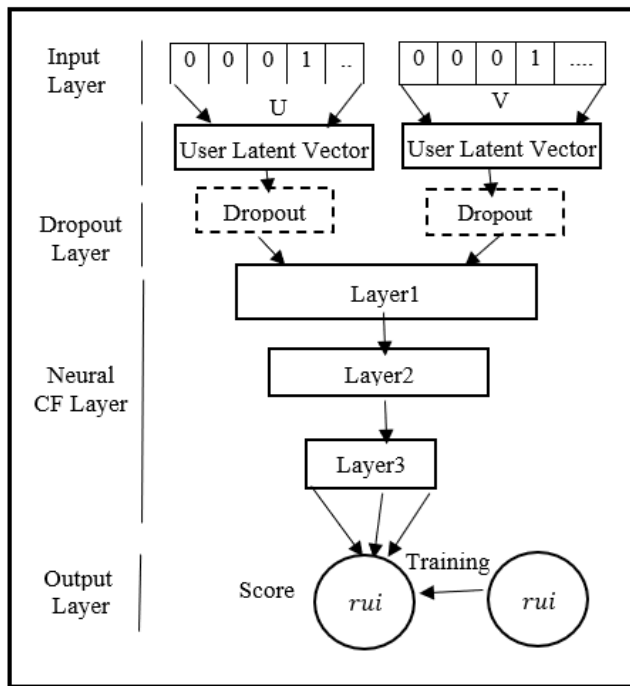 Input
Layer
0 0 0 1 ..
0 0 0 1 ....
U
V
User Latent Vector
User Latent Vector
Dropout
Layer
Dropout
Dropout
Neural
CF Layer
Layer1
Layer2
Layer3
Output
Layer
Score
Training
rui
rui